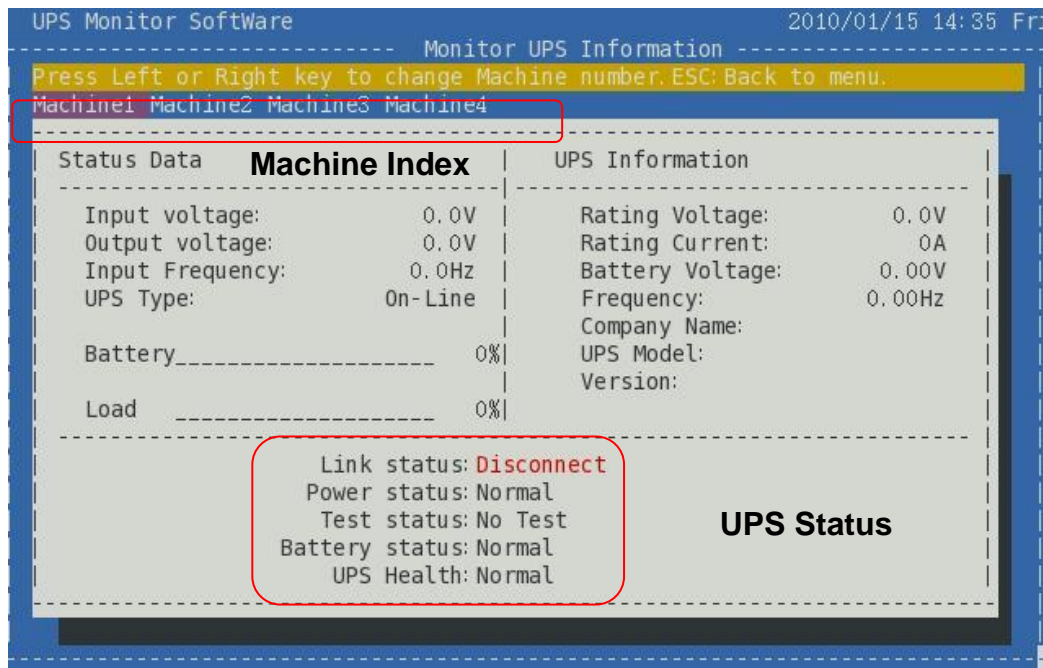 UPS Monitor SoftWare 2010/01/15 14:35 Fri
Monitor UPS Information
Press Left or Right key to change Machine number. ESC: Back to menu.
Machine1 Machine2 Machine3 Machine4
Machine Index
Status Data | UPS Information
Input voltage: 0.0V | Rating Voltage: 0.0V
Output voltage: 0.0V | Rating Current: 0A
Input Frequency: 0.0Hz | Battery Voltage: 0.00V
UPS Type: On-Line | Frequency: 0.00Hz
Company Name:
Battery____________________ 0%| UPS Model:
Version:
Load ____________________ 0%|
Link status: Disconnect
Power status: Normal
Test status: No Test
Battery status: Normal
UPS Health: Normal
UPS Status